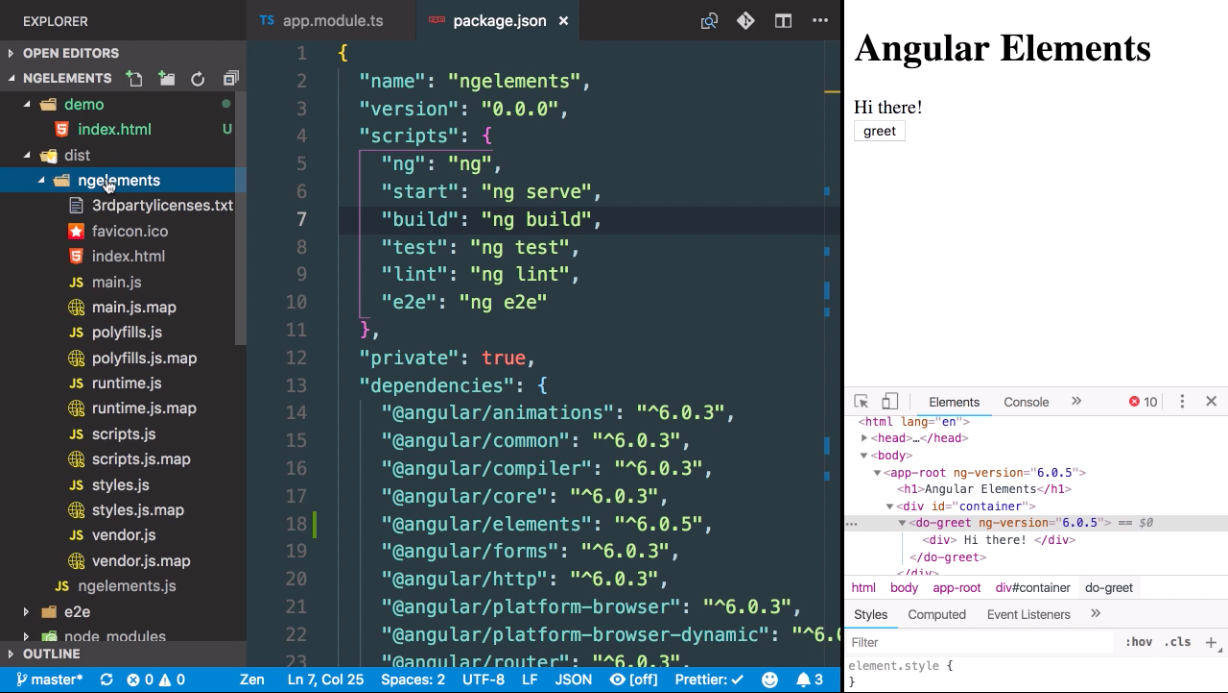 EXPLORER
OPEN EDITORS
NGELEMENTS
demo
index.html U
dist
ngelements
3rdpartylicenses.txt
favicon.ico
index.html
main.js
main.js.map
polyfills.js
polyfills.js.map
runtime.js
runtime.js.map
scripts.js
scripts.js.map
styles.js
styles.js.map
vendor.js
vendor.js.map
ngelements.js
e2e
node_modules
OUTLINE
TS app.module.ts
package.json ×
1 {
2 "name": "ngelements",
3 "version": "0.0.0",
4 "scripts": {
5 "ng": "ng",
6 "start": "ng serve",
7 "build": "ng build",
8 "test": "ng test",
9 "lint": "ng lint",
10 "e2e": "ng e2e"
11 },
12 "private": true,
13 "dependencies": {
14 "@angular/animations": "^6.0.3",
15 "@angular/common": "^6.0.3",
16 "@angular/compiler": "^6.0.3",
17 "@angular/core": "^6.0.3",
18 "@angular/elements": "^6.0.5",
19 "@angular/forms": "^6.0.3",
20 "@angular/http": "^6.0.3",
21 "@angular/platform-browser": "^6.0.3",
22 "@angular/platform-browser-dynamic": "^6.0
23 "@angular/router": "^6.0.3",
master* 0 0 Zen Ln 7, Col 25 Spaces: 2 UTF-8 LF JSON [off] Prettier: ✓ 3
Angular Elements
Hi there!
greet
Elements Console » 10
<html lang="en">
<head>…</head>
<body>
<app-root ng-version="6.0.5">
<h1>Angular Elements</h1>
<div id="container">
<do-greet ng-version="6.0.5"> == $0
<div> Hi there! </div>
</do-greet>
</div>
html body app-root div#container do-greet
Styles Computed Event Listeners »
Filter :hov .cls +
element.style {
}